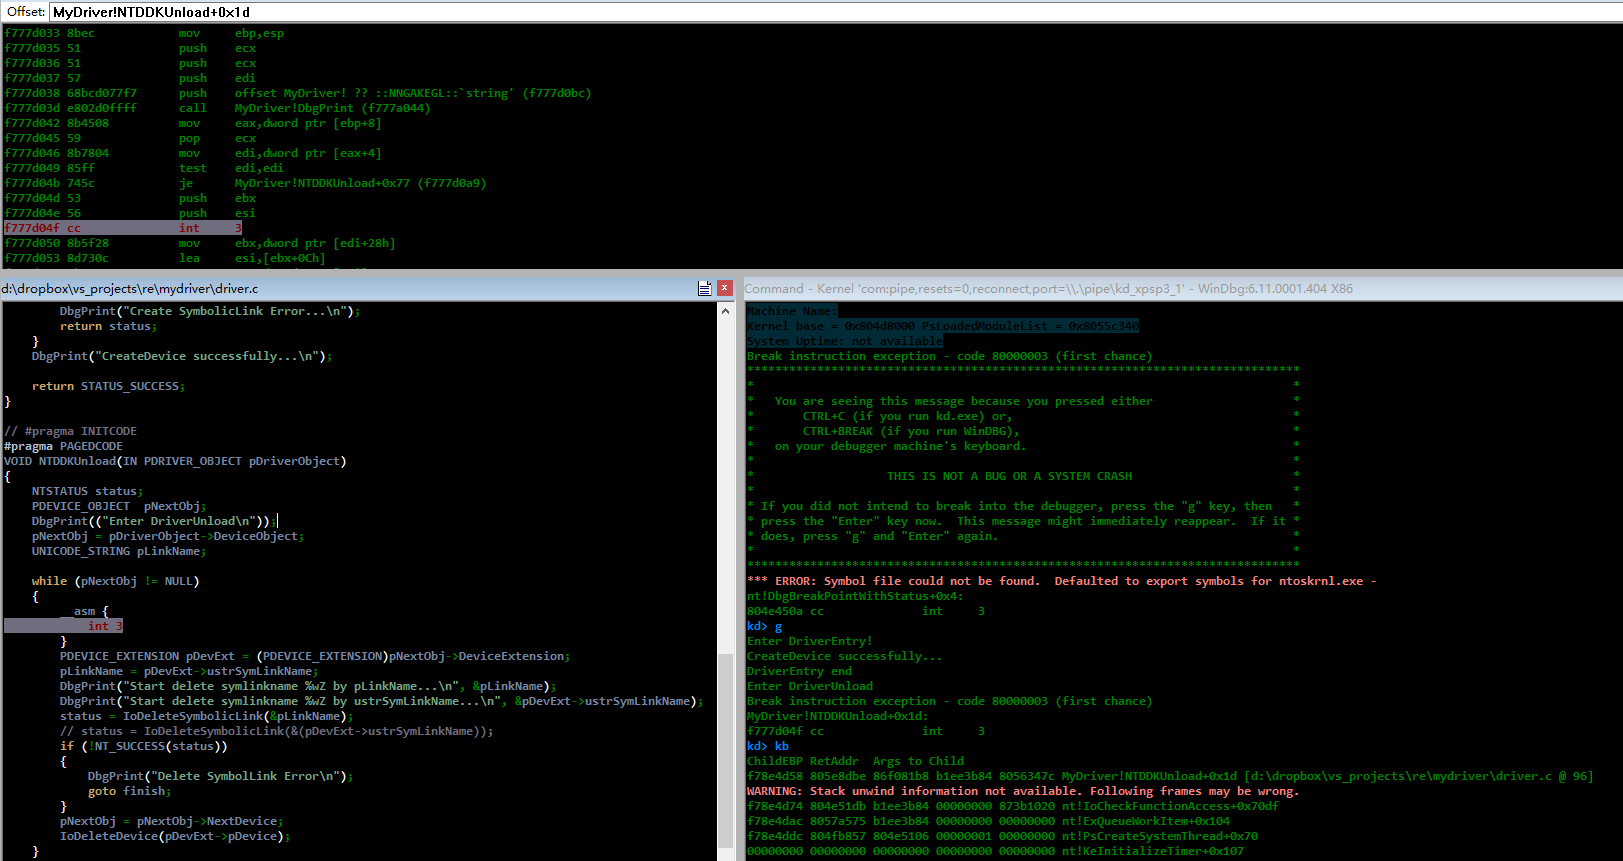 Offset: MyDriver!NTDDKUnload+0x1d
f777d033 8bec mov ebp,esp
f777d035 51 push ecx
f777d036 51 push ecx
f777d037 57 push edi
f777d038 68bcd077f7 push offset MyDriver! ?? ::NNGAKEGL::`string' (f777d0bc)
f777d03d e802d0ffff call MyDriver!DbgPrint (f777a044)
f777d042 8b4508 mov eax,dword ptr [ebp+8]
f777d045 59 pop ecx
f777d046 8b7804 mov edi,dword ptr [eax+4]
f777d049 85ff test edi,edi
f777d04b 745c je MyDriver!NTDDKUnload+0x77 (f777d0a9)
f777d04d 53 push ebx
f777d04e 56 push esi
f777d04f cc int 3
f777d050 8b5f28 mov ebx,dword ptr [edi+28h]
f777d053 8d730c lea esi,[ebx+0Ch]
d:\dropbox\vs_projects\re\mydriver\driver.c
DbgPrint("Create SymbolicLink Error...\n");
return status;
}
DbgPrint("CreateDevice successfully...\n");
return STATUS_SUCCESS;
}
// #pragma INITCODE
#pragma PAGEDCODE
VOID NTDDKUnload(IN PDRIVER_OBJECT pDriverObject)
{
NTSTATUS status;
PDEVICE_OBJECT  pNextObj;
DbgPrint(("Enter DriverUnload\n"));
pNextObj = pDriverObject->DeviceObject;
UNICODE_STRING pLinkName;
while (pNextObj != NULL)
{
__asm {
int 3
}
PDEVICE_EXTENSION pDevExt = (PDEVICE_EXTENSION)pNextObj->DeviceExtension;
pLinkName = pDevExt->ustrSymLinkName;
DbgPrint("Start delete symlinkname %wZ by pLinkName...\n", &pLinkName);
DbgPrint("Start delete symlinkname %wZ by ustrSymLinkName...\n", &pDevExt->ustrSymLinkName);
status = IoDeleteSymbolicLink(&pLinkName);
// status = IoDeleteSymbolicLink(&(pDevExt->ustrSymLinkName));
if (!NT_SUCCESS(status))
{
DbgPrint("Delete SymbolLink Error\n");
goto finish;
}
pNextObj = pNextObj->NextDevice;
IoDeleteDevice(pDevExt->pDevice);
}
Command - Kernel 'com:pipe,resets=0,reconnect,port=\\.\pipe\kd_xpsp3_1' - WinDbg:6.11.0001.404 X86
Machine Name:
Kernel base = 0x804d8000 PsLoadedModuleList = 0x8055c340
System Uptime: not available
Break instruction exception - code 80000003 (first chance)
*******************************************************************************
* *
* You are seeing this message because you pressed either *
* CTRL+C (if you run kd.exe) or, *
* CTRL+BREAK (if you run WinDBG), *
* on your debugger machine's keyboard. *
* *
* THIS IS NOT A BUG OR A SYSTEM CRASH *
* *
* If you did not intend to break into the debugger, press the "g" key, then *
* press the "Enter" key now.  This message might immediately reappear.  If it *
* does, press "g" and "Enter" again. *
* *
*******************************************************************************
*** ERROR: Symbol file could not be found.  Defaulted to export symbols for ntoskrnl.exe -
nt!DbgBreakPointWithStatus+0x4:
804e450a cc int 3
kd> g
Enter DriverEntry!
CreateDevice successfully...
DriverEntry end
Enter DriverUnload
Break instruction exception - code 80000003 (first chance)
MyDriver!NTDDKUnload+0x1d:
f777d04f cc int 3
kd> kb
ChildEBP RetAddr  Args to Child
f78e4d58 805e8dbe 86f081b8 b1ee3b84 8056347c MyDriver!NTDDKUnload+0x1d [d:\dropbox\vs_projects\re\mydriver\driver.c @ 96]
WARNING: Stack unwind information not available. Following frames may be wrong.
f78e4d74 804e51db b1ee3b84 00000000 873b1020 nt!IoCheckFunctionAccess+0x70df
f78e4dac 8057a575 b1ee3b84 00000000 00000000 nt!ExQueueWorkItem+0x104
f78e4ddc 804fb857 804e5106 00000001 00000000 nt!PsCreateSystemThread+0x70
00000000 00000000 00000000 00000000 00000000 nt!KeInitializeTimer+0x107